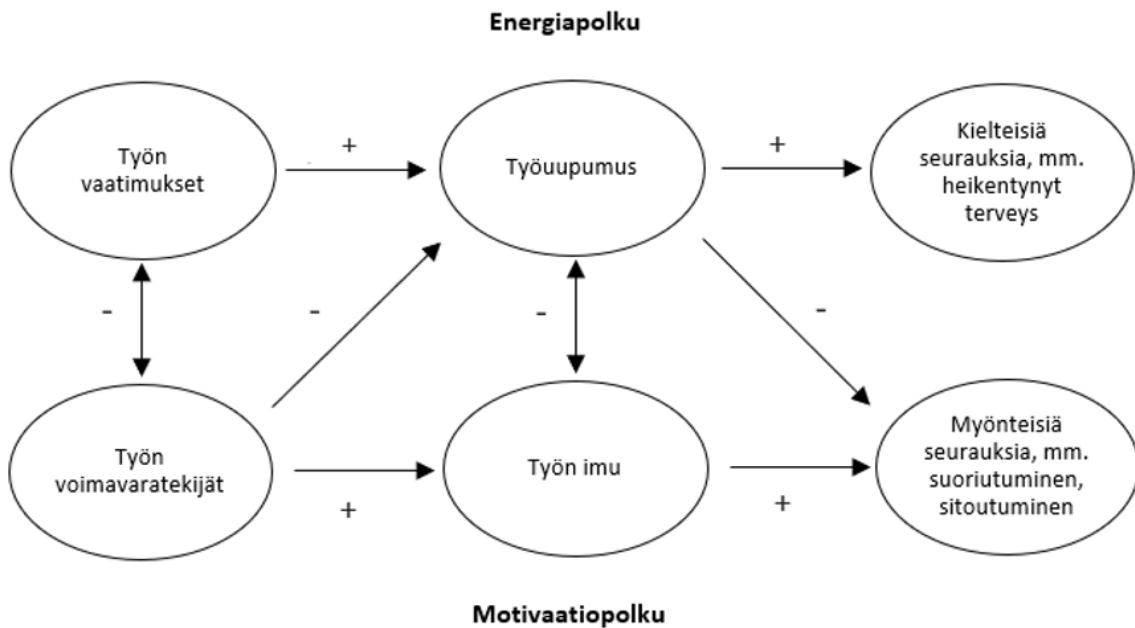 Energiapolku
Työn
vaatimukset
+
Työuupumus
+
Kielteisiä
seurauksia, mm.
heikentynyt
terveys
-
-
-
-
Työn
voimavaratekijät
+
Työn imu
+
Myönteisiä
seurauksia, mm.
suoriutuminen,
sitoutuminen
Motivaatiopolku